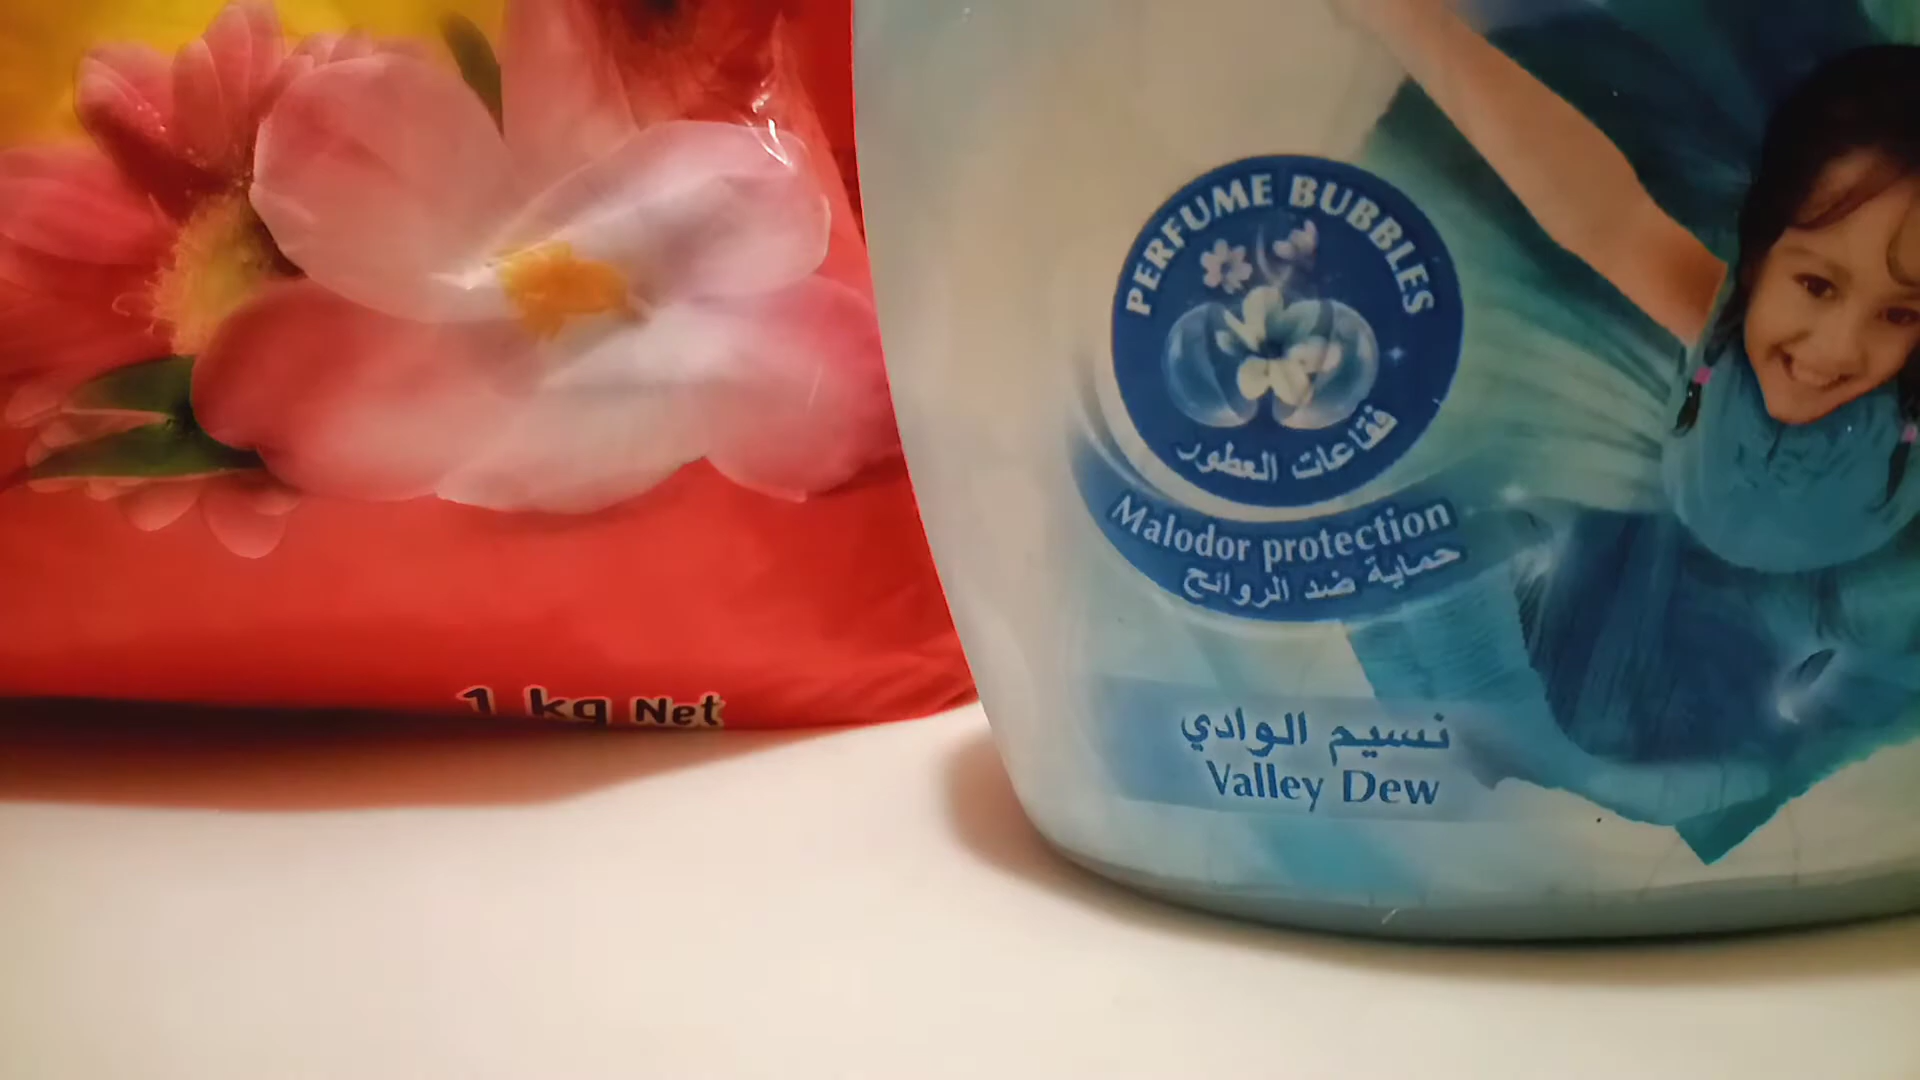 1 kg Net
PERFUME BUBBLES
فقاعات العطور
Malodor protection
حماية ضد الروائح
نسيم الوادي
Valley Dew